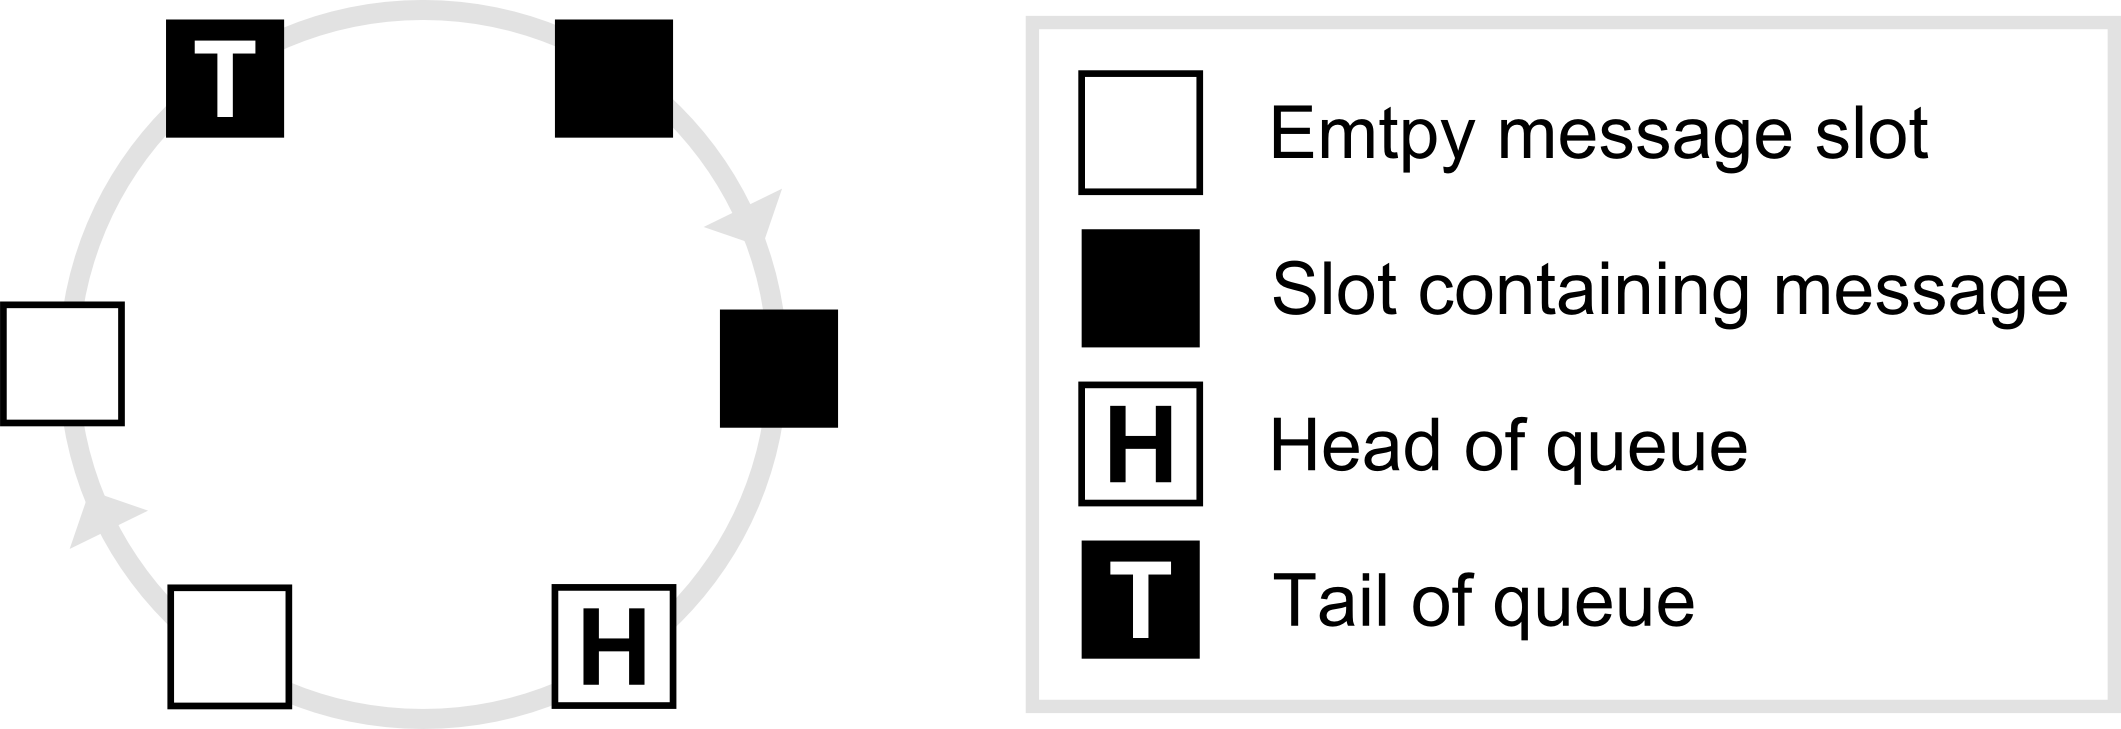 T
H
Emtpy message slot
Slot containing message
H Head of queue
T Tail of queue